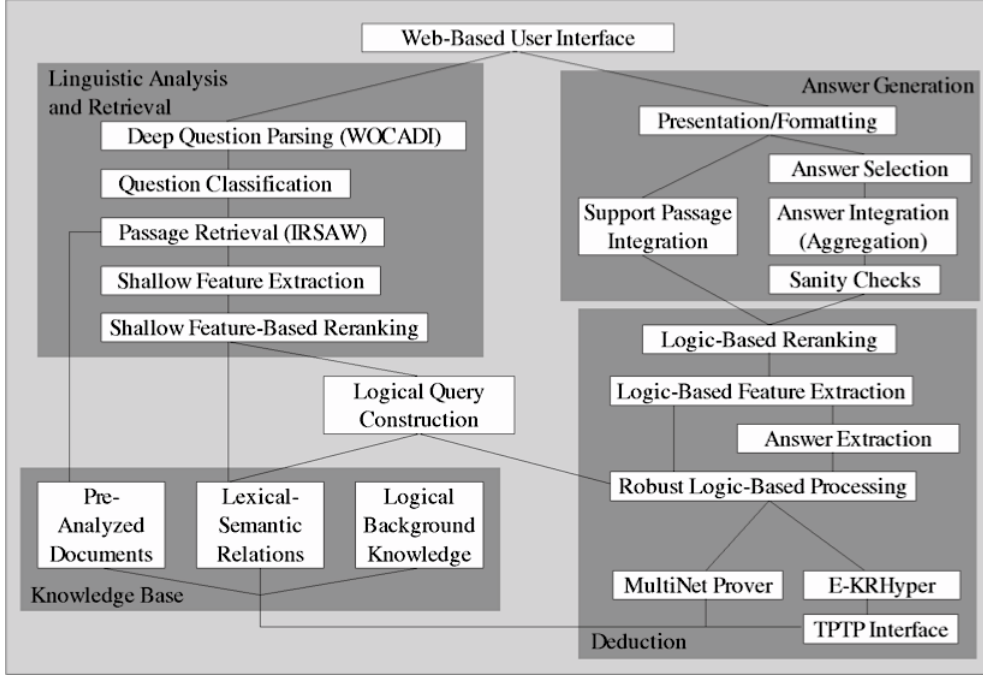 Web-Based User Interface
Linguistic Analysis
and Retrieval
Deep Question Parsing (WOCADI)
Question Classification
Passage Retrieval (IRSAW)
Shallow Feature Extraction
Shallow Feature-Based Reranking
Answer Generation
Presentation/Formatting
Answer Selection
Support Passage
Integration
Answer Integration
(Aggregation)
Sanity Checks
Logical Query
Construction
Logic-Based Reranking
Logic-Based Feature Extraction
Answer Extraction
Robust Logic-Based Processing
MultiNet Prover
E-KRHyper
TPTP Interface
Deduction
Pre-
Analyzed
Documents
Lexical-
Semantic
Relations
Logical
Background
Knowledge
Knowledge Base